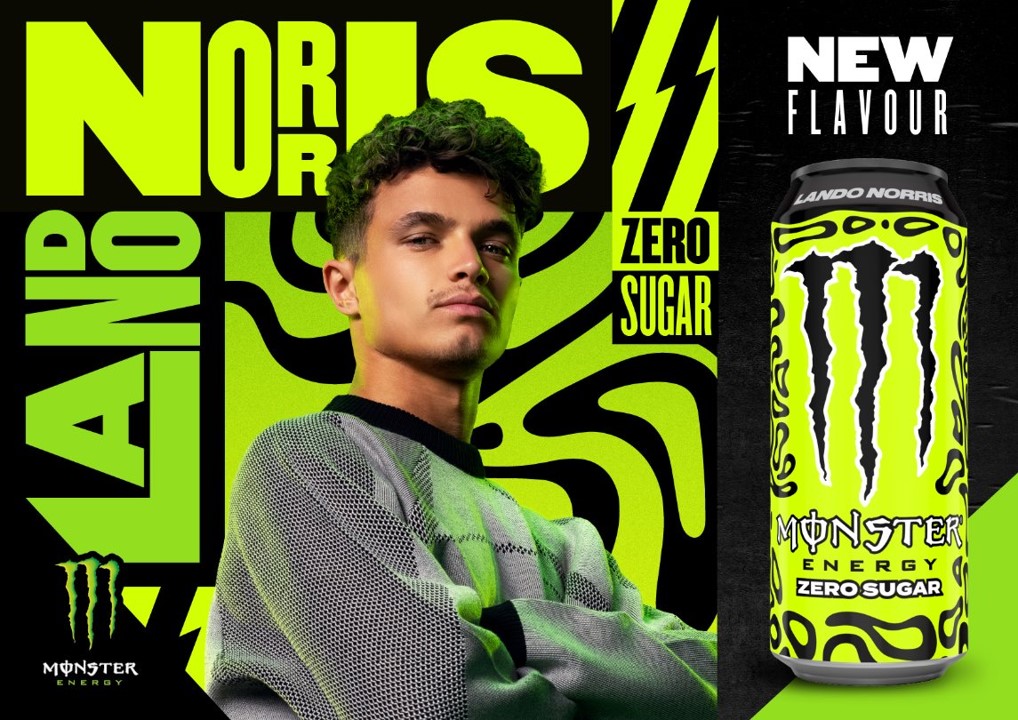 NORRIS
LANDO
ZERO
SUGAR
MONSTER
ENERGY
NEW
FLAVOUR
LANDO NORRIS
MONSTER
ENERGY
ZERO SUGAR